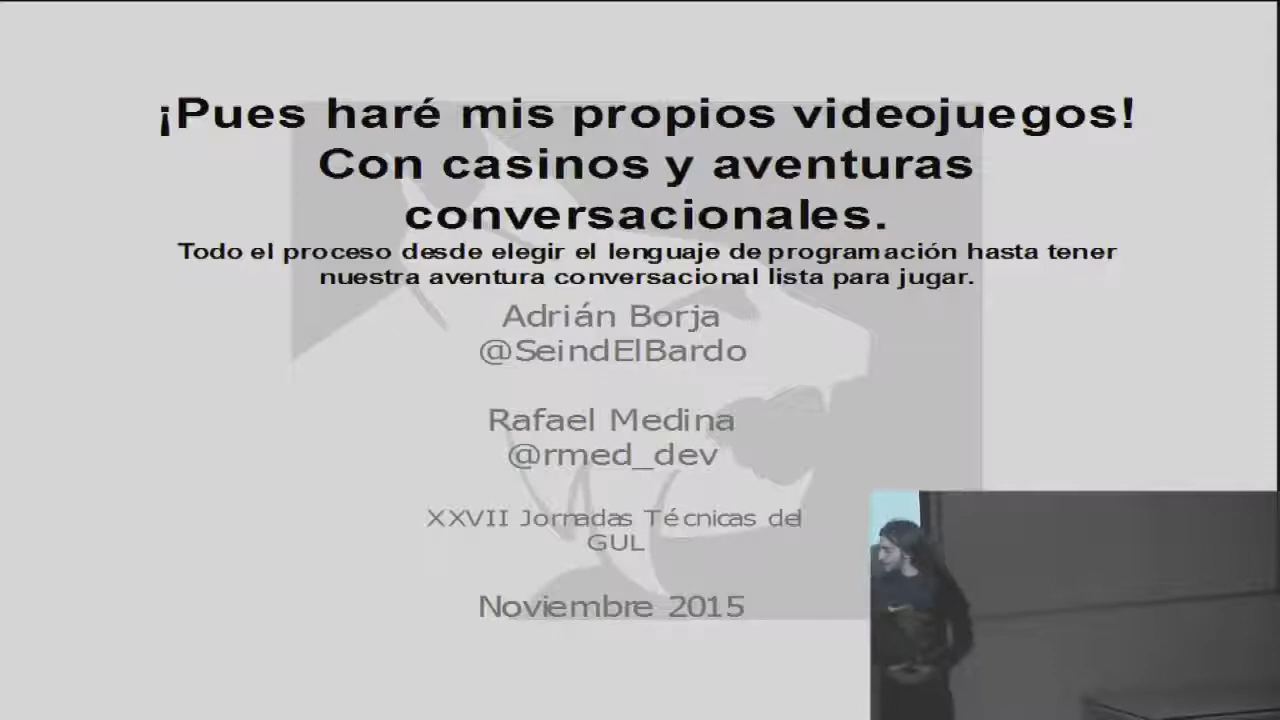 ¡Pues haré mis propios videojuegos!
Con casinos y aventuras
conversacionales.
Todo el proceso desde elegir el lenguaje de programación hasta tener
nuestra aventura conversacional lista para jugar.
Adrián Borja
@SeindElBardo
Rafael Medina
@rmed_dev
XXVII Jornadas Técnicas del
GUL
Noviembre 2015